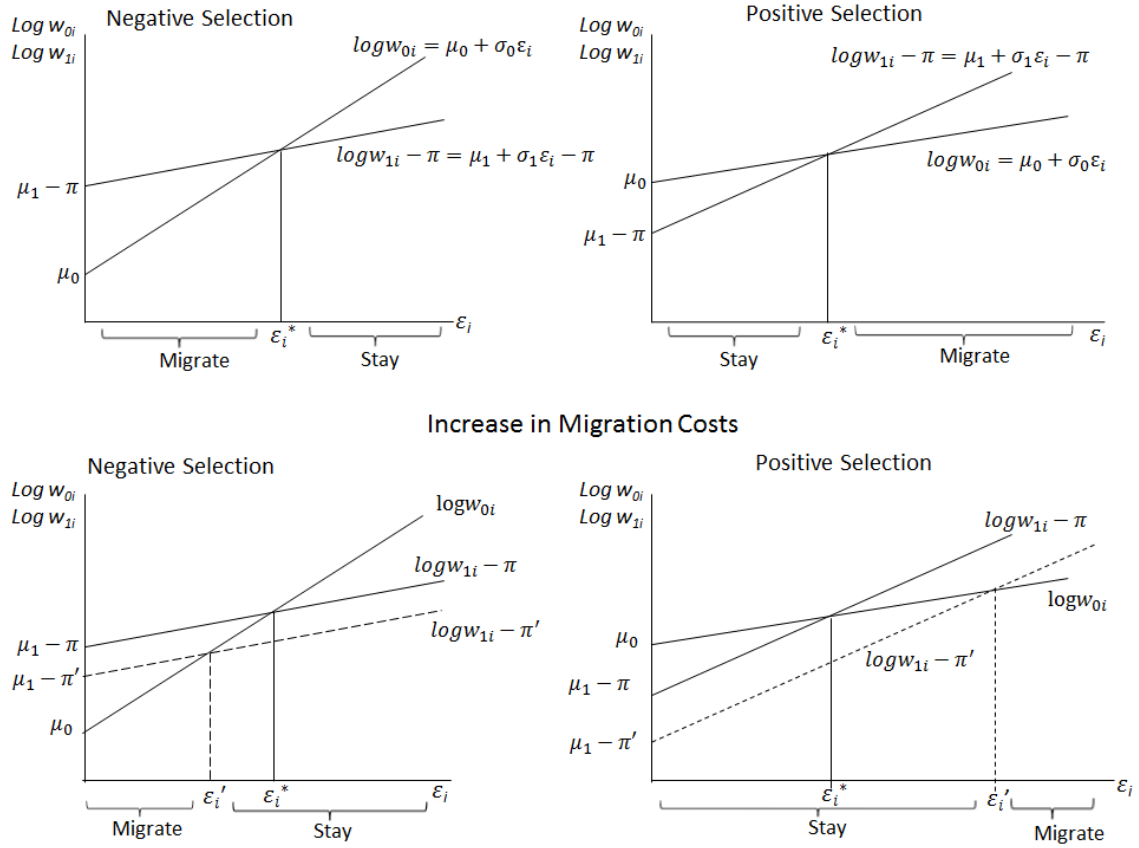 Negative Selection
Log w₀ᵢ
Log w₁ᵢ
logw₀ᵢ = μ₀ + σ₀εᵢ
logw₁ᵢ − π = μ₁ + σ₁εᵢ − π
μ₁ − π
μ₀
εᵢ*
εᵢ
Migrate
Stay
Positive Selection
Log w₀ᵢ
Log w₁ᵢ
logw₁ᵢ − π = μ₁ + σ₁εᵢ − π
logw₀ᵢ = μ₀ + σ₀εᵢ
μ₀
μ₁ − π
εᵢ*
εᵢ
Stay
Migrate
Increase in Migration Costs
Negative Selection
Log w₀ᵢ
Log w₁ᵢ
logw₀ᵢ
logw₁ᵢ − π
logw₁ᵢ − π′
μ₁ − π
μ₁ − π′
μ₀
εᵢ′
εᵢ*
εᵢ
Migrate
Stay
Positive Selection
Log w₀ᵢ
Log w₁ᵢ
logw₁ᵢ − π
logw₀ᵢ
logw₁ᵢ − π′
μ₀
μ₁ − π
μ₁ − π′
εᵢ*
εᵢ′
εᵢ
Stay
Migrate